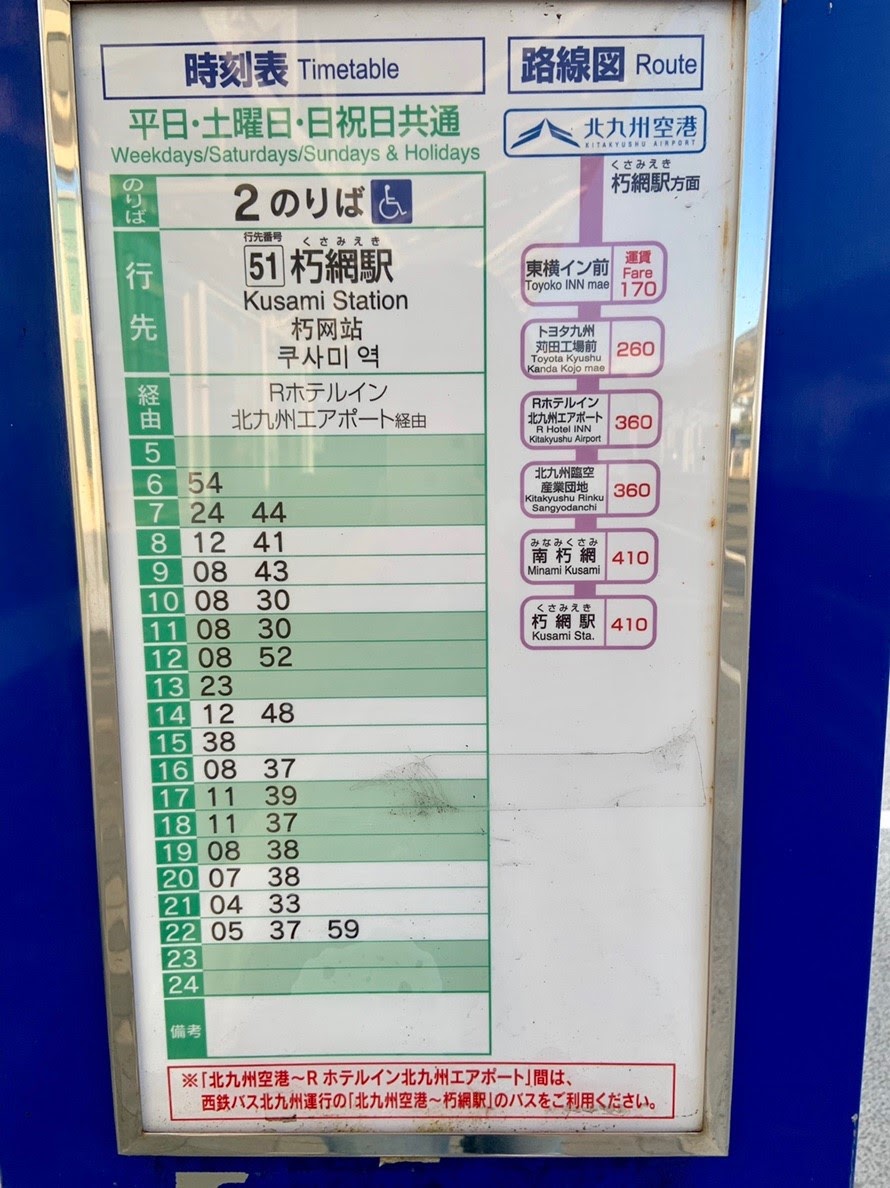 時刻表 Timetable
平日・土曜日・日祝日共通
Weekdays/Saturdays/Sundays & Holidays
のりば
2のりば
行先
行先番号
くさみえき
51 朽網駅
Kusami Station
朽网站
쿠사미 역
経由
Rホテルイン
北九州エアポート経由
5
6 54
7 24 44
8 12 41
9 08 43
10 08 30
11 08 30
12 08 52
13 23
14 12 48
15 38
16 08 37
17 11 39
18 11 37
19 08 38
20 07 38
21 04 33
22 05 37 59
23
24
備考
路線図 Route
北九州空港
KITAKYUSHU AIRPORT
くさみえき
朽網駅方面
東横イン前
Toyoko INN mae
運賃
Fare
170
トヨタ九州
苅田工場前
Toyota Kyushu
Kanda Kojo mae
260
Rホテルイン
北九州エアポート
R Hotel INN
Kitakyushu Airport
360
北九州臨空
産業団地
Kitakyushu Rinku
Sangyodanchi
360
みなみくさみ
南朽網
Minami Kusami
410
くさみえき
朽網駅
Kusami Sta.
410
※「北九州空港～R ホテルイン北九州エアポート」間は、
西鉄バス北九州運行の「北九州空港～朽網駅」のバスをご利用ください。